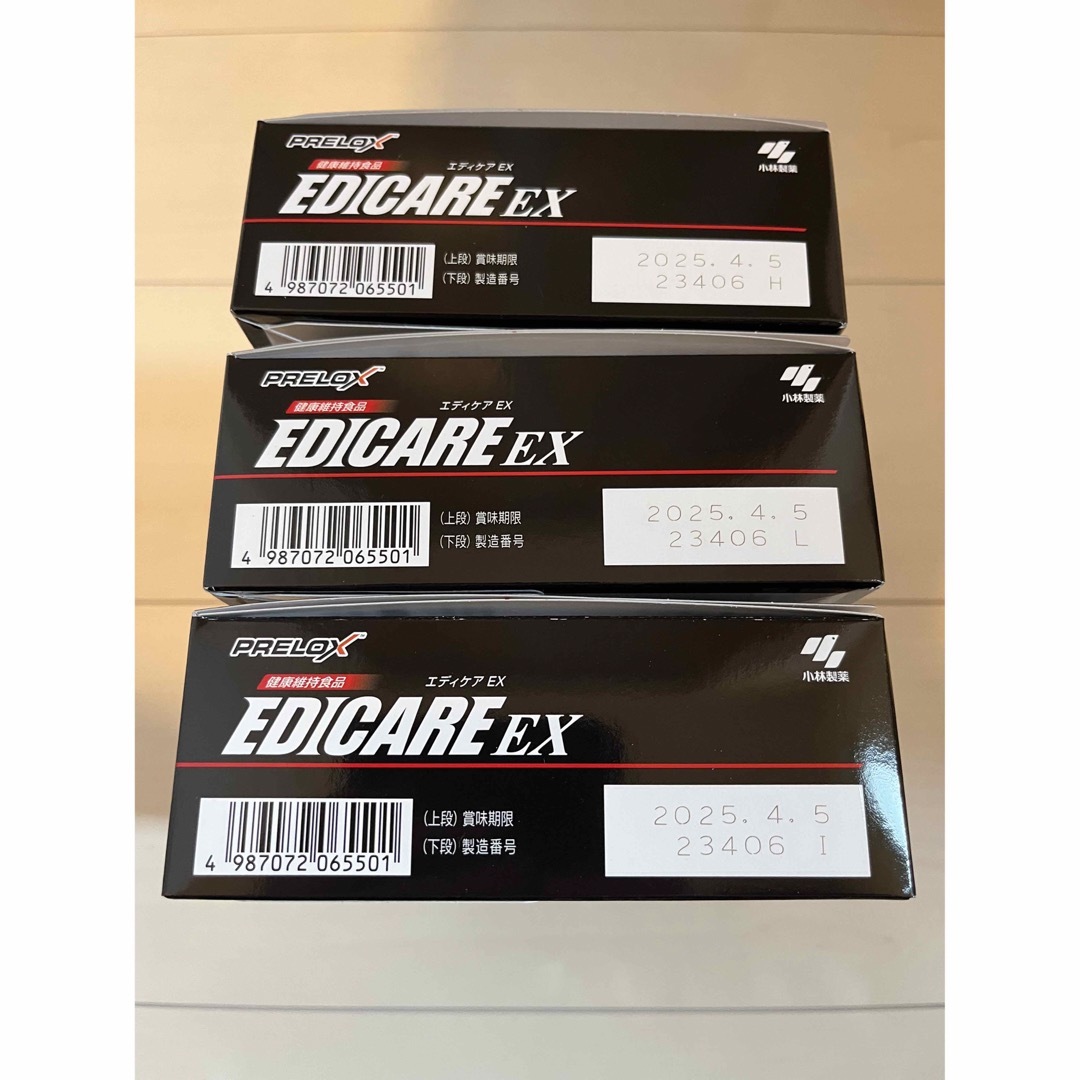 PRELOX™
小林製薬
健康維持食品
エディケア EX
EDICARE EX
(上段) 賞味期限
2025.4.5
(下段) 製造番号
23406 H
4 987072 065501
PRELOX™
小林製薬
健康維持食品
エディケア EX
EDICARE EX
(上段) 賞味期限
2025.4.5
(下段) 製造番号
23406 L
4 987072 065501
PRELOX™
小林製薬
健康維持食品
エディケア EX
EDICARE EX
(上段) 賞味期限
2025.4.5
(下段) 製造番号
23406 I
4 987072 065501